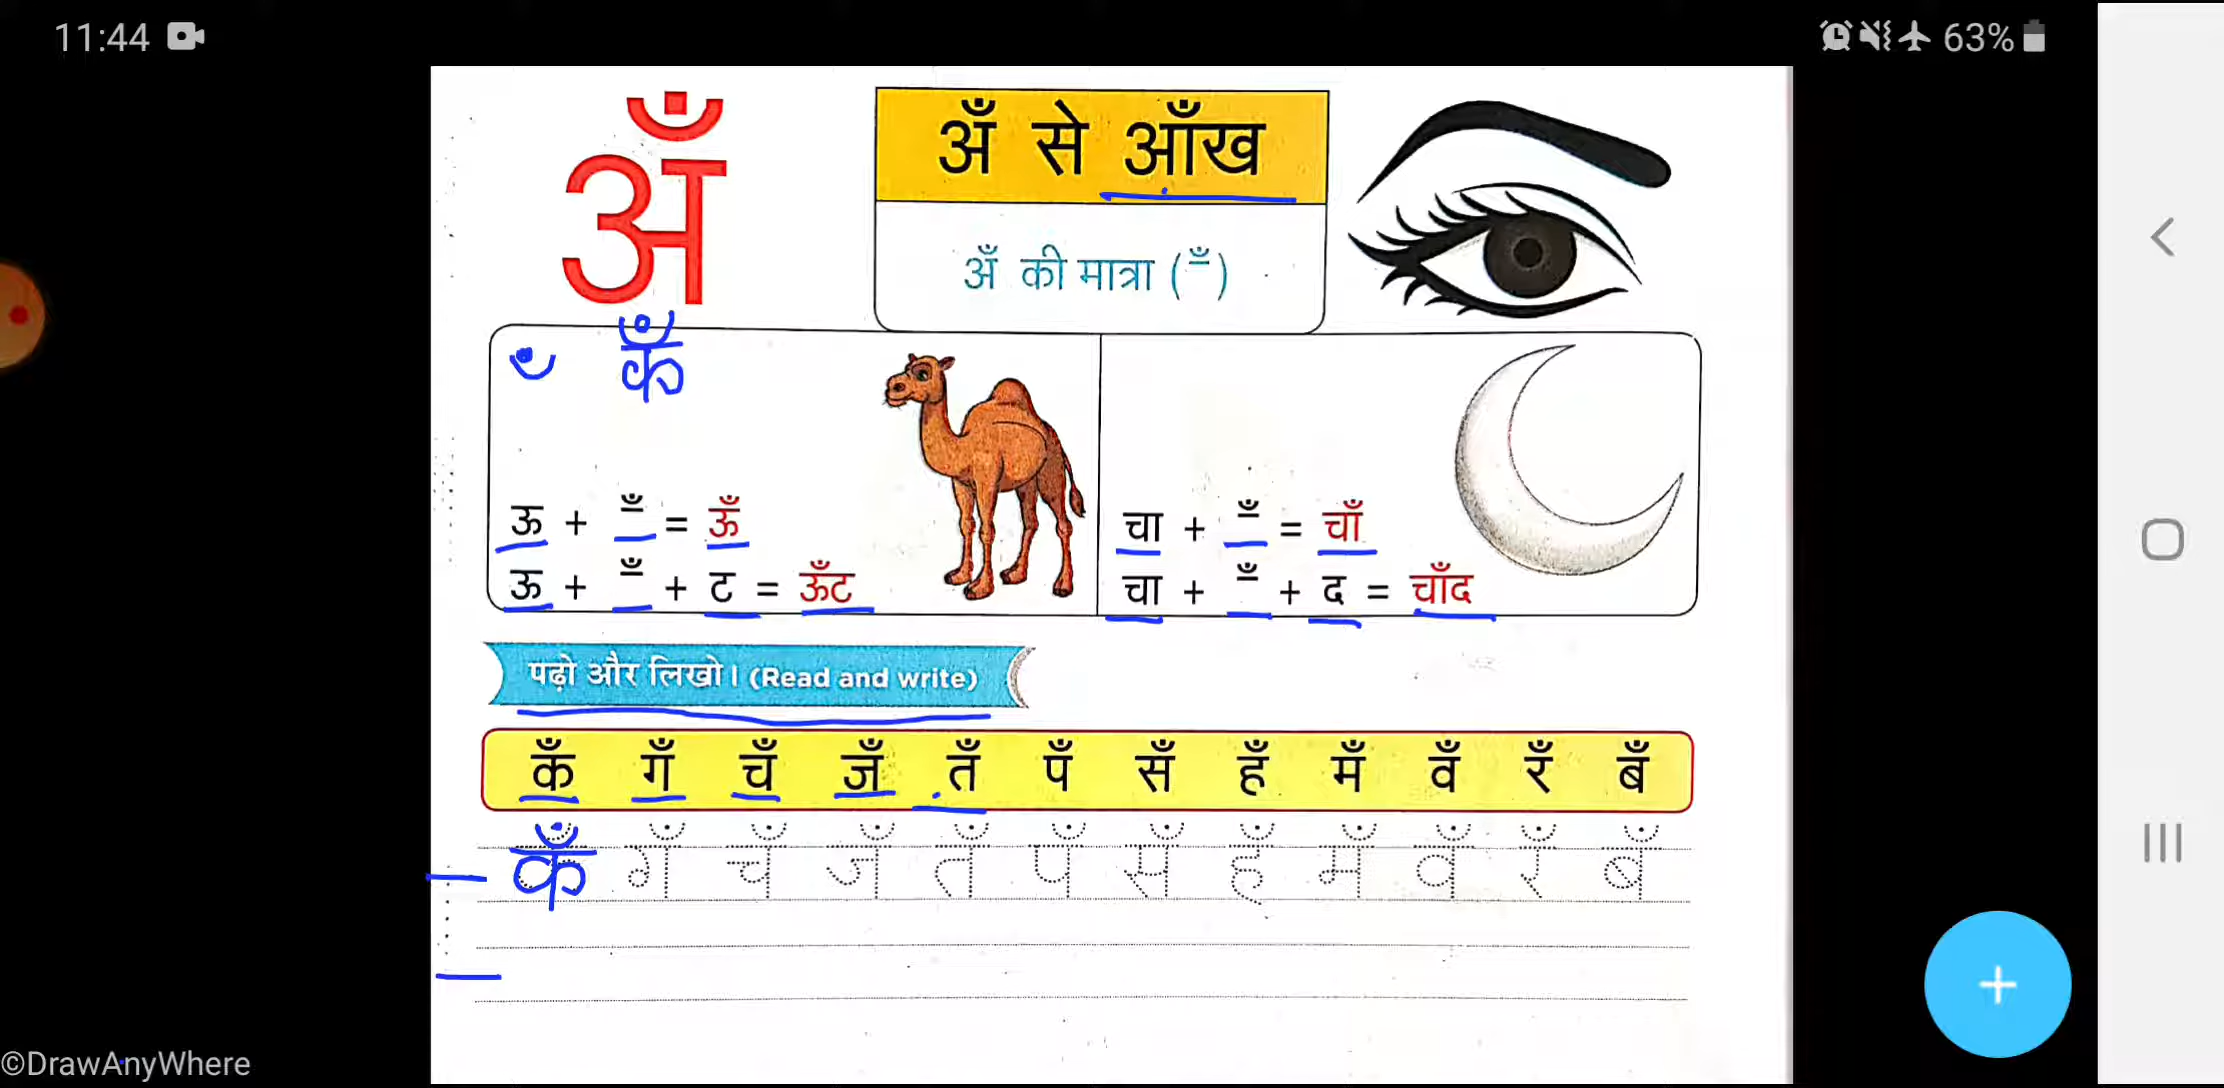 11:44
63%
अँ
अँ से आँख
अँ की मात्रा (ँ)
कँ
ऊ + ँ = ऊँ
ऊ + ँ + ट = ऊँट
चा + ँ = चाँ
चा + ँ + द = चाँद
पढ़ो और लिखो। (Read and write)
कँ गँ चँ जँ तँ पँ सँ हँ मँ वँ रँ बँ
कँ गँ चँ जँ तँ पँ सँ हँ मँ वँ रँ बँ
©DrawAnyWhere